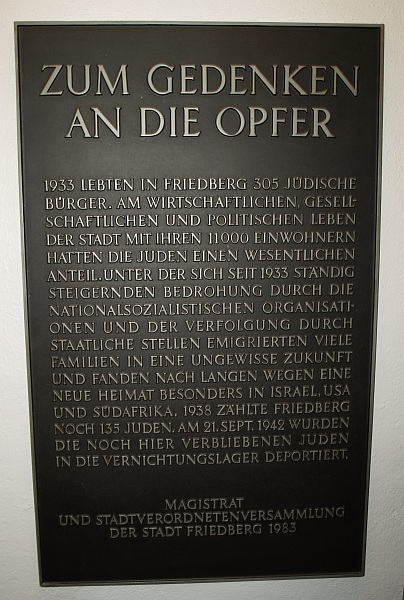 ZUM GEDENKEN
AN DIE OPFER
1933 LEBTEN IN FRIEDBERG 305 JÜDISCHE
BÜRGER. AM WIRTSCHAFTLICHEN, GESELL-
SCHAFTLICHEN UND POLITISCHEN LEBEN
DER STADT MIT IHREN 11000 EINWOHNERN
HATTEN DIE JUDEN EINEN WESENTLICHEN
ANTEIL. UNTER DER SICH SEIT 1933 STÄNDIG
STEIGERNDEN BEDROHUNG DURCH DIE
NATIONALSOZIALISTISCHEN ORGANISATI-
ONEN UND DER VERFOLGUNG DURCH
STAATLICHE STELLEN EMIGRIERTEN VIELE
FAMILIEN IN EINE UNGEWISSE ZUKUNFT
UND FANDEN NACH LANGEN WEGEN EINE
NEUE HEIMAT BESONDERS IN ISRAEL, USA
UND SÜDAFRIKA. 1938 ZÄHLTE FRIEDBERG
NOCH 135 JUDEN. AM 21. SEPT. 1942 WURDEN
DIE NOCH HIER VERBLIEBENEN JUDEN
IN DIE VERNICHTUNGSLAGER DEPORTIERT.
MAGISTRAT
UND STADTVERORDNETENVERSAMMLUNG
DER STADT FRIEDBERG 1983